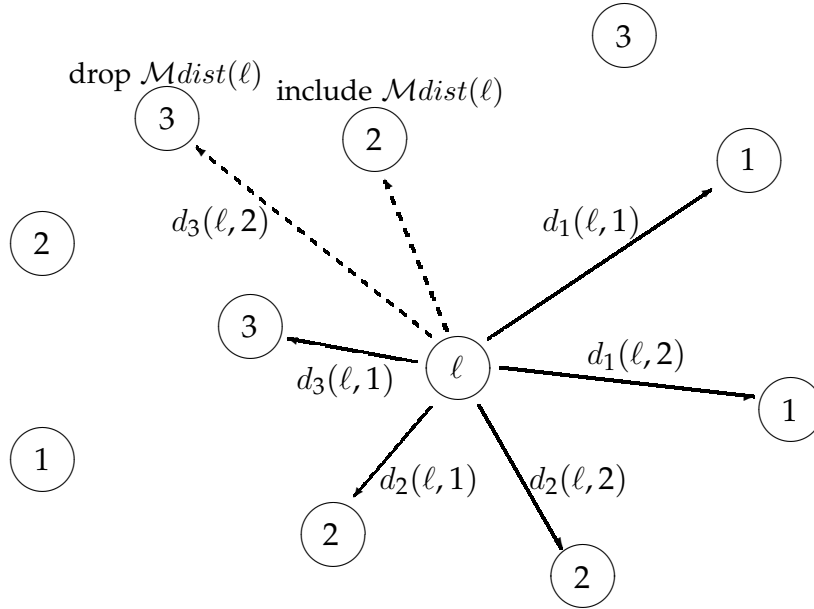 3
drop Mdist(ℓ)
include Mdist(ℓ)
3
2
1
d₃(ℓ, 2)
d₁(ℓ, 1)
2
3
d₁(ℓ, 2)
ℓ
d₃(ℓ, 1)
1
1
d₂(ℓ, 1)
d₂(ℓ, 2)
2
2